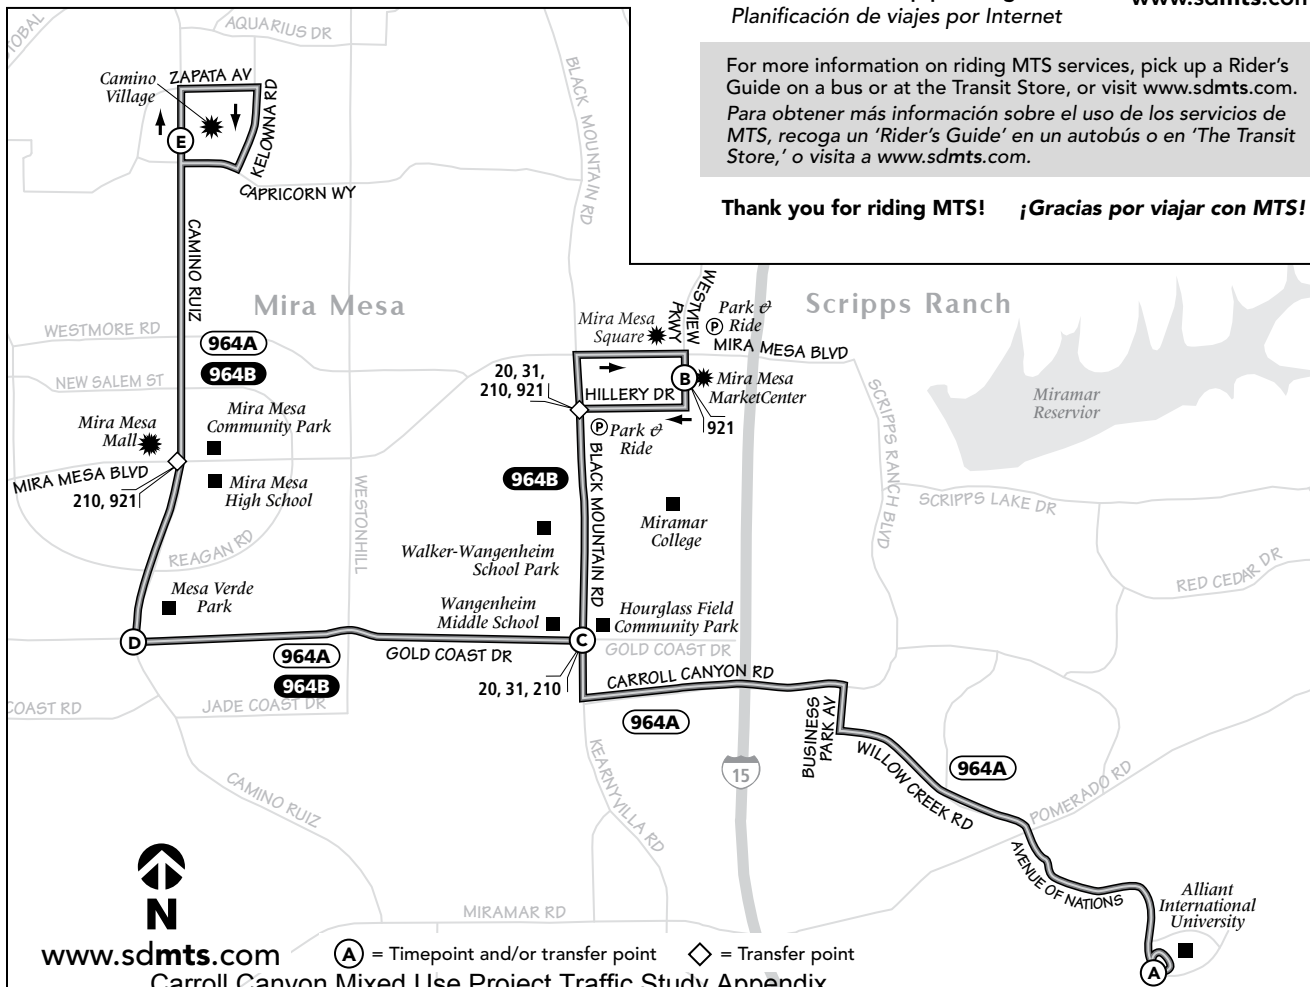 Planificación de viajes por Internet
www.sdmts.com
For more information on riding MTS services, pick up a Rider's
Guide on a bus or at the Transit Store, or visit www.sdmts.com.
Para obtener más información sobre el uso de los servicios de
MTS, recoga un 'Rider's Guide' en un autobús o en 'The Transit
Store,' o visita a www.sdmts.com.
Thank you for riding MTS! ¡Gracias por viajar con MTS!
AQUARIUS DR
ZAPATA AV
Camino
Village
KELOWNA RD
E
CAPRICORN WY
BLACK MOUNTAIN RD
CAMINO RUIZ
Mira Mesa
Scripps Ranch
WESTVIEW
PKWY
Park &
Ride
P
Mira Mesa
Square
MIRA MESA BLVD
WESTMORE RD
964A
964B
NEW SALEM ST
20, 31,
210, 921
HILLERY DR
B
Mira Mesa
MarketCenter
921
Miramar
Reservior
Mira Mesa
Community Park
Mira Mesa
Mall
P
Park &
Ride
MIRA MESA BLVD
210, 921
Mira Mesa
High School
964B
BLACK MOUNTAIN RD
SCRIPPS RANCH BLVD
SCRIPPS LAKE DR
WESTONHILL
Miramar
College
REAGAN RD
Walker-Wangenheim
School Park
RED CEDAR DR
Mesa Verde
Park
Wangenheim
Middle School
Hourglass Field
Community Park
D
C
GOLD COAST DR
GOLD COAST DR
964A
964B
20, 31, 210
CARROLL CANYON RD
COAST RD
JADE COAST DR
964A
BUSINESS
PARK AV
WILLOW CREEK RD
964A
KEARNYVILLA RD
15
CAMINO RUIZ
POMERADO RD
AVENUE OF NATIONS
Alliant
International
University
A
N
MIRAMAR RD
www.sdmts.com
A = Timepoint and/or transfer point = Transfer point
Carroll Canyon Mixed Use Project Traffic Study Appendix